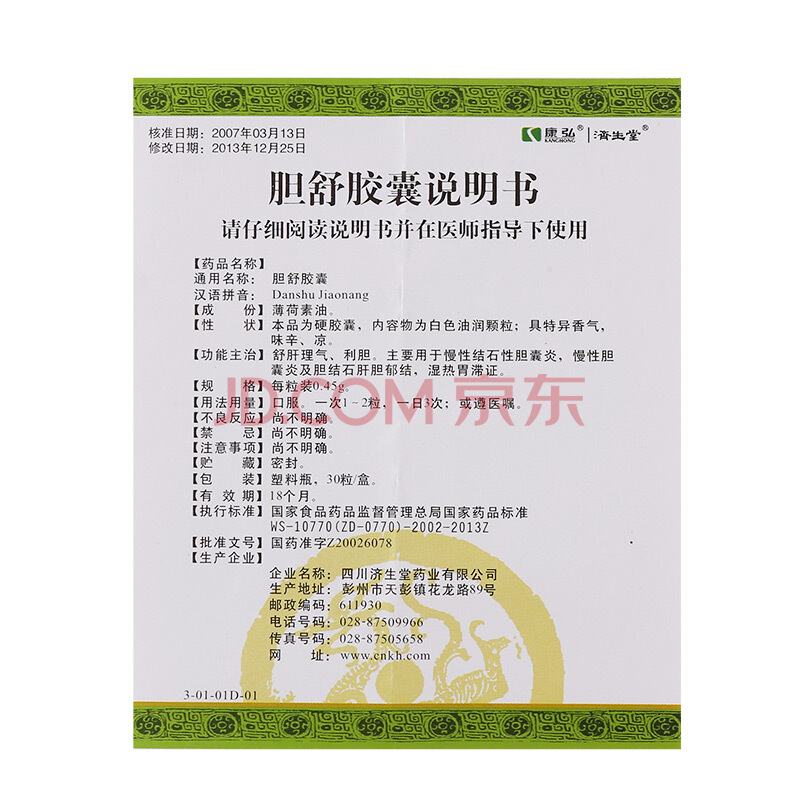 核准日期：2007年03月13日
修改日期：2013年12月25日
康弘® 济生堂®
KANGHONG
胆舒胶囊说明书
请仔细阅读说明书并在医师指导下使用
【药品名称】
通用名称：胆舒胶囊
汉语拼音：Danshu Jiaonang
【成　　份】薄荷素油。
【性　　状】本品为硬胶囊，内容物为白色油润颗粒；具特异香气，
味辛、凉。
【功能主治】舒肝理气、利胆。主要用于慢性结石性胆囊炎，慢性胆
囊炎及胆结石肝胆郁结，湿热胃滞证。
【规　　格】每粒装0.45g。
【用法用量】口服。一次1～2粒，一日3次；或遵医嘱。
【不良反应】尚不明确。
【禁　　忌】尚不明确。
【注意事项】尚不明确。
【贮　　藏】密封。
【包　　装】塑料瓶，30粒/盒。
【有 效 期】18个月。
【执行标准】国家食品药品监督管理总局国家药品标准
WS-10770(ZD-0770)-2002-2013Z
【批准文号】国药准字Z20026078
【生产企业】
企业名称：四川济生堂药业有限公司
生产地址：彭州市天彭镇花龙路89号
邮政编码：611930
电话号码：028-87509966
传真号码：028-87505658
网　　址：www.cnkh.com
3-01-01D-01
JD.COM 京东